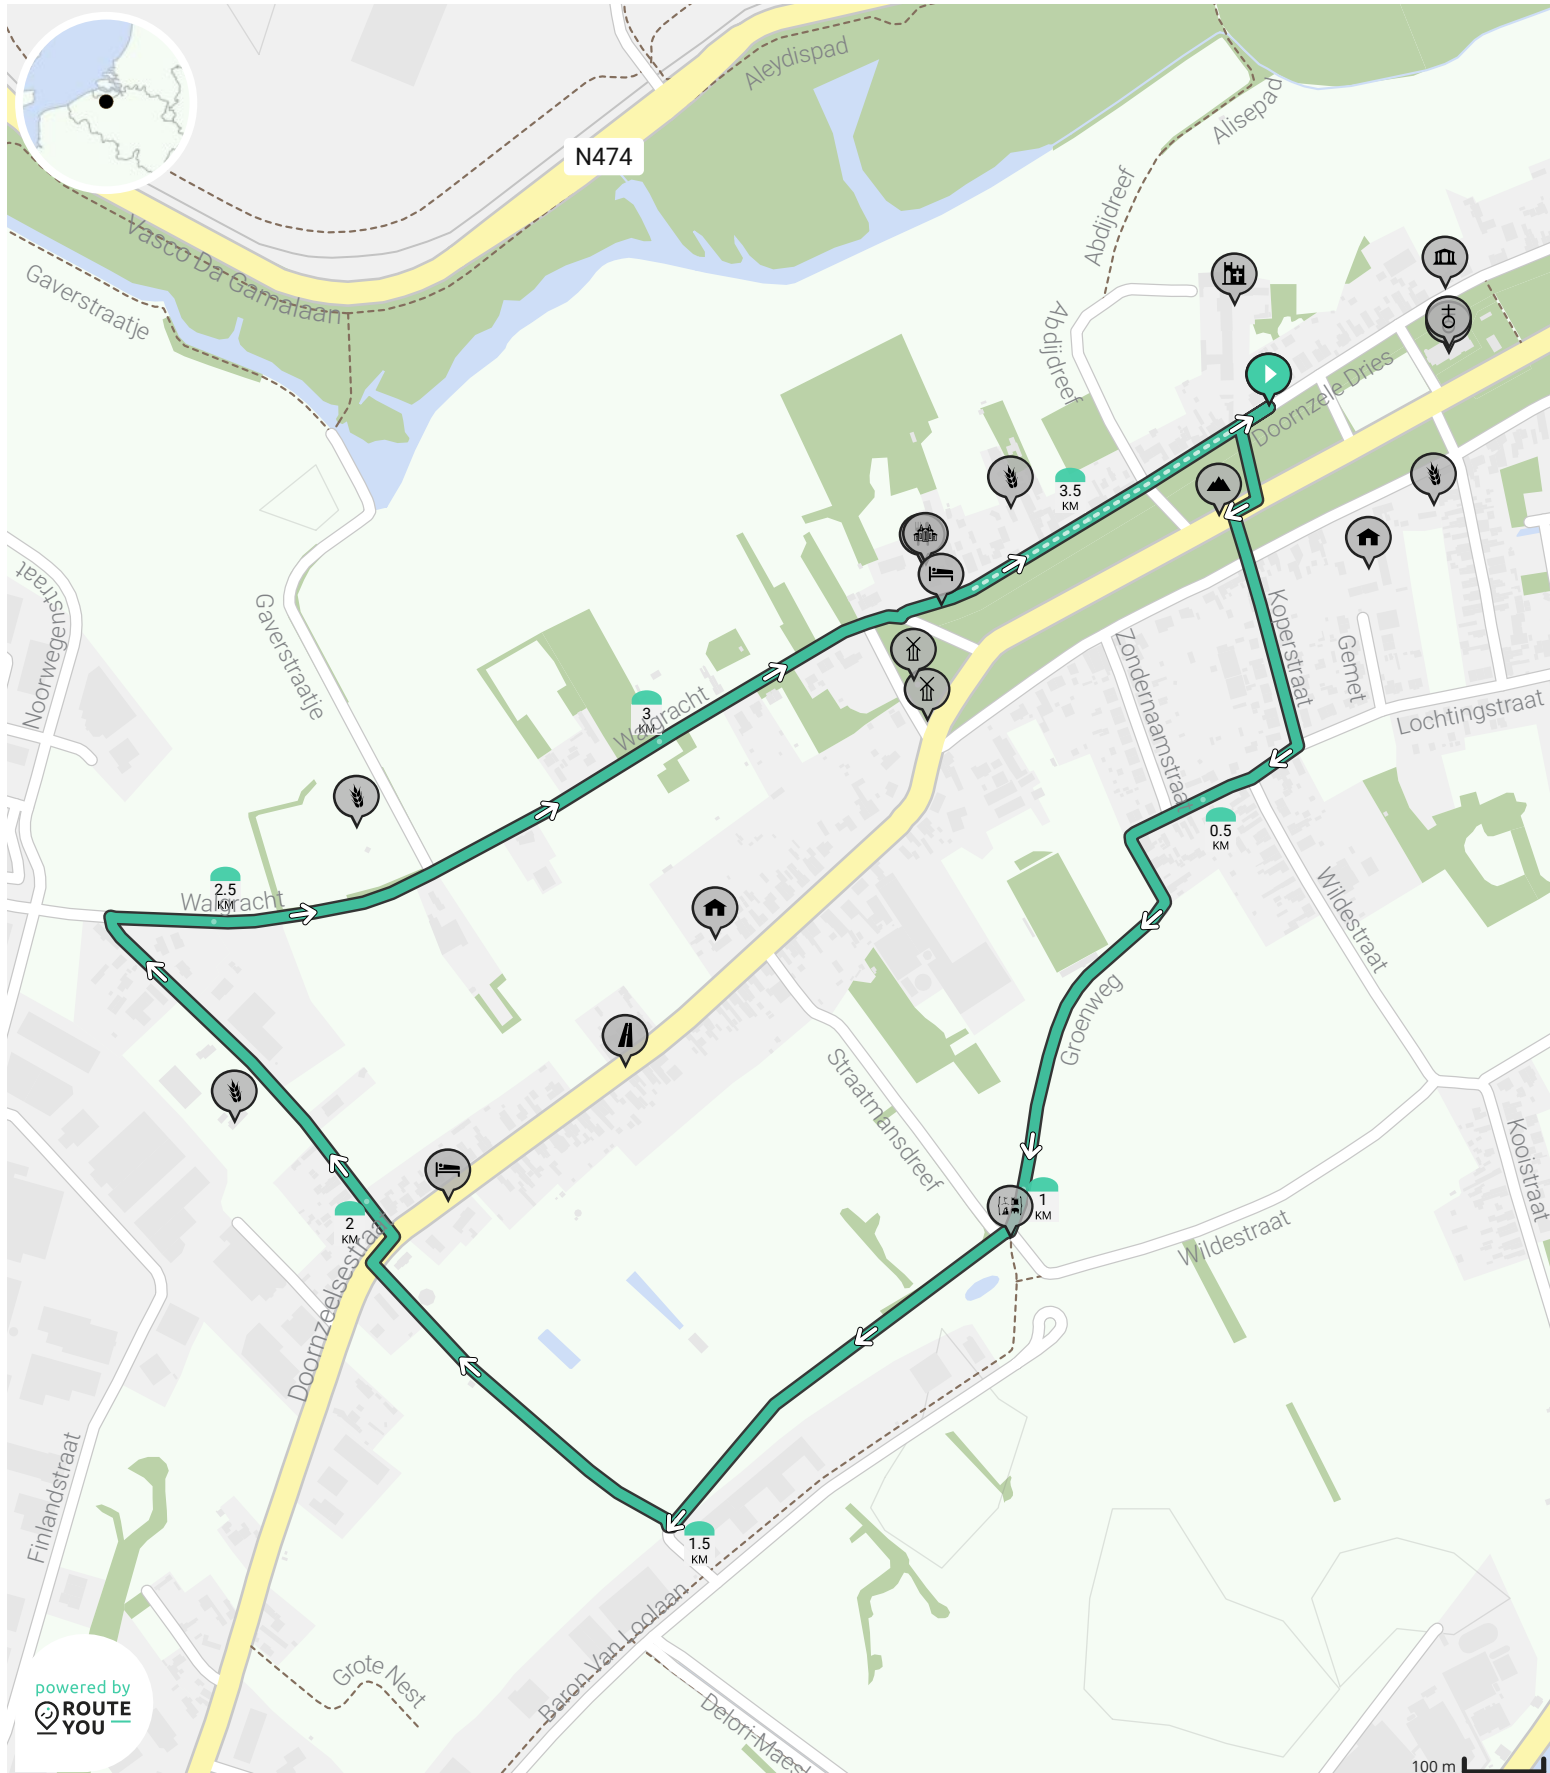 Aleydispad
Alisepad
N474
Abdijdreef
Vasco Da Gamalaan
Gaverstraatje
Abdijdreef
Doornzele Dries
3.5
KM
Noorwegenstraat
Gaverstraatje
Koperstraat
Zondernaamstraat
Gemet
Lochtingstraat
3
KM
Walgracht
0.5
KM
2.5
KM
Walgracht
Wildestraat
Groenweg
Straatmansdreef
Kooistraat
1
KM
2
KM
Wildestraat
Doornzeelsestraat
Finlandstraat
1.5
KM
Baron Van Loolaan
Grote Nest
powered by
ROUTE
YOU
100 m